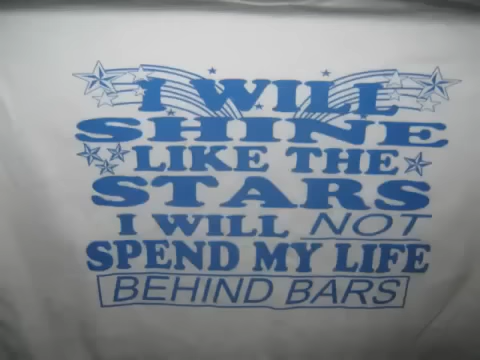 I WILL
SHINE
LIKE THE
STARS
I WILL NOT
SPEND MY LIFE
BEHIND BARS